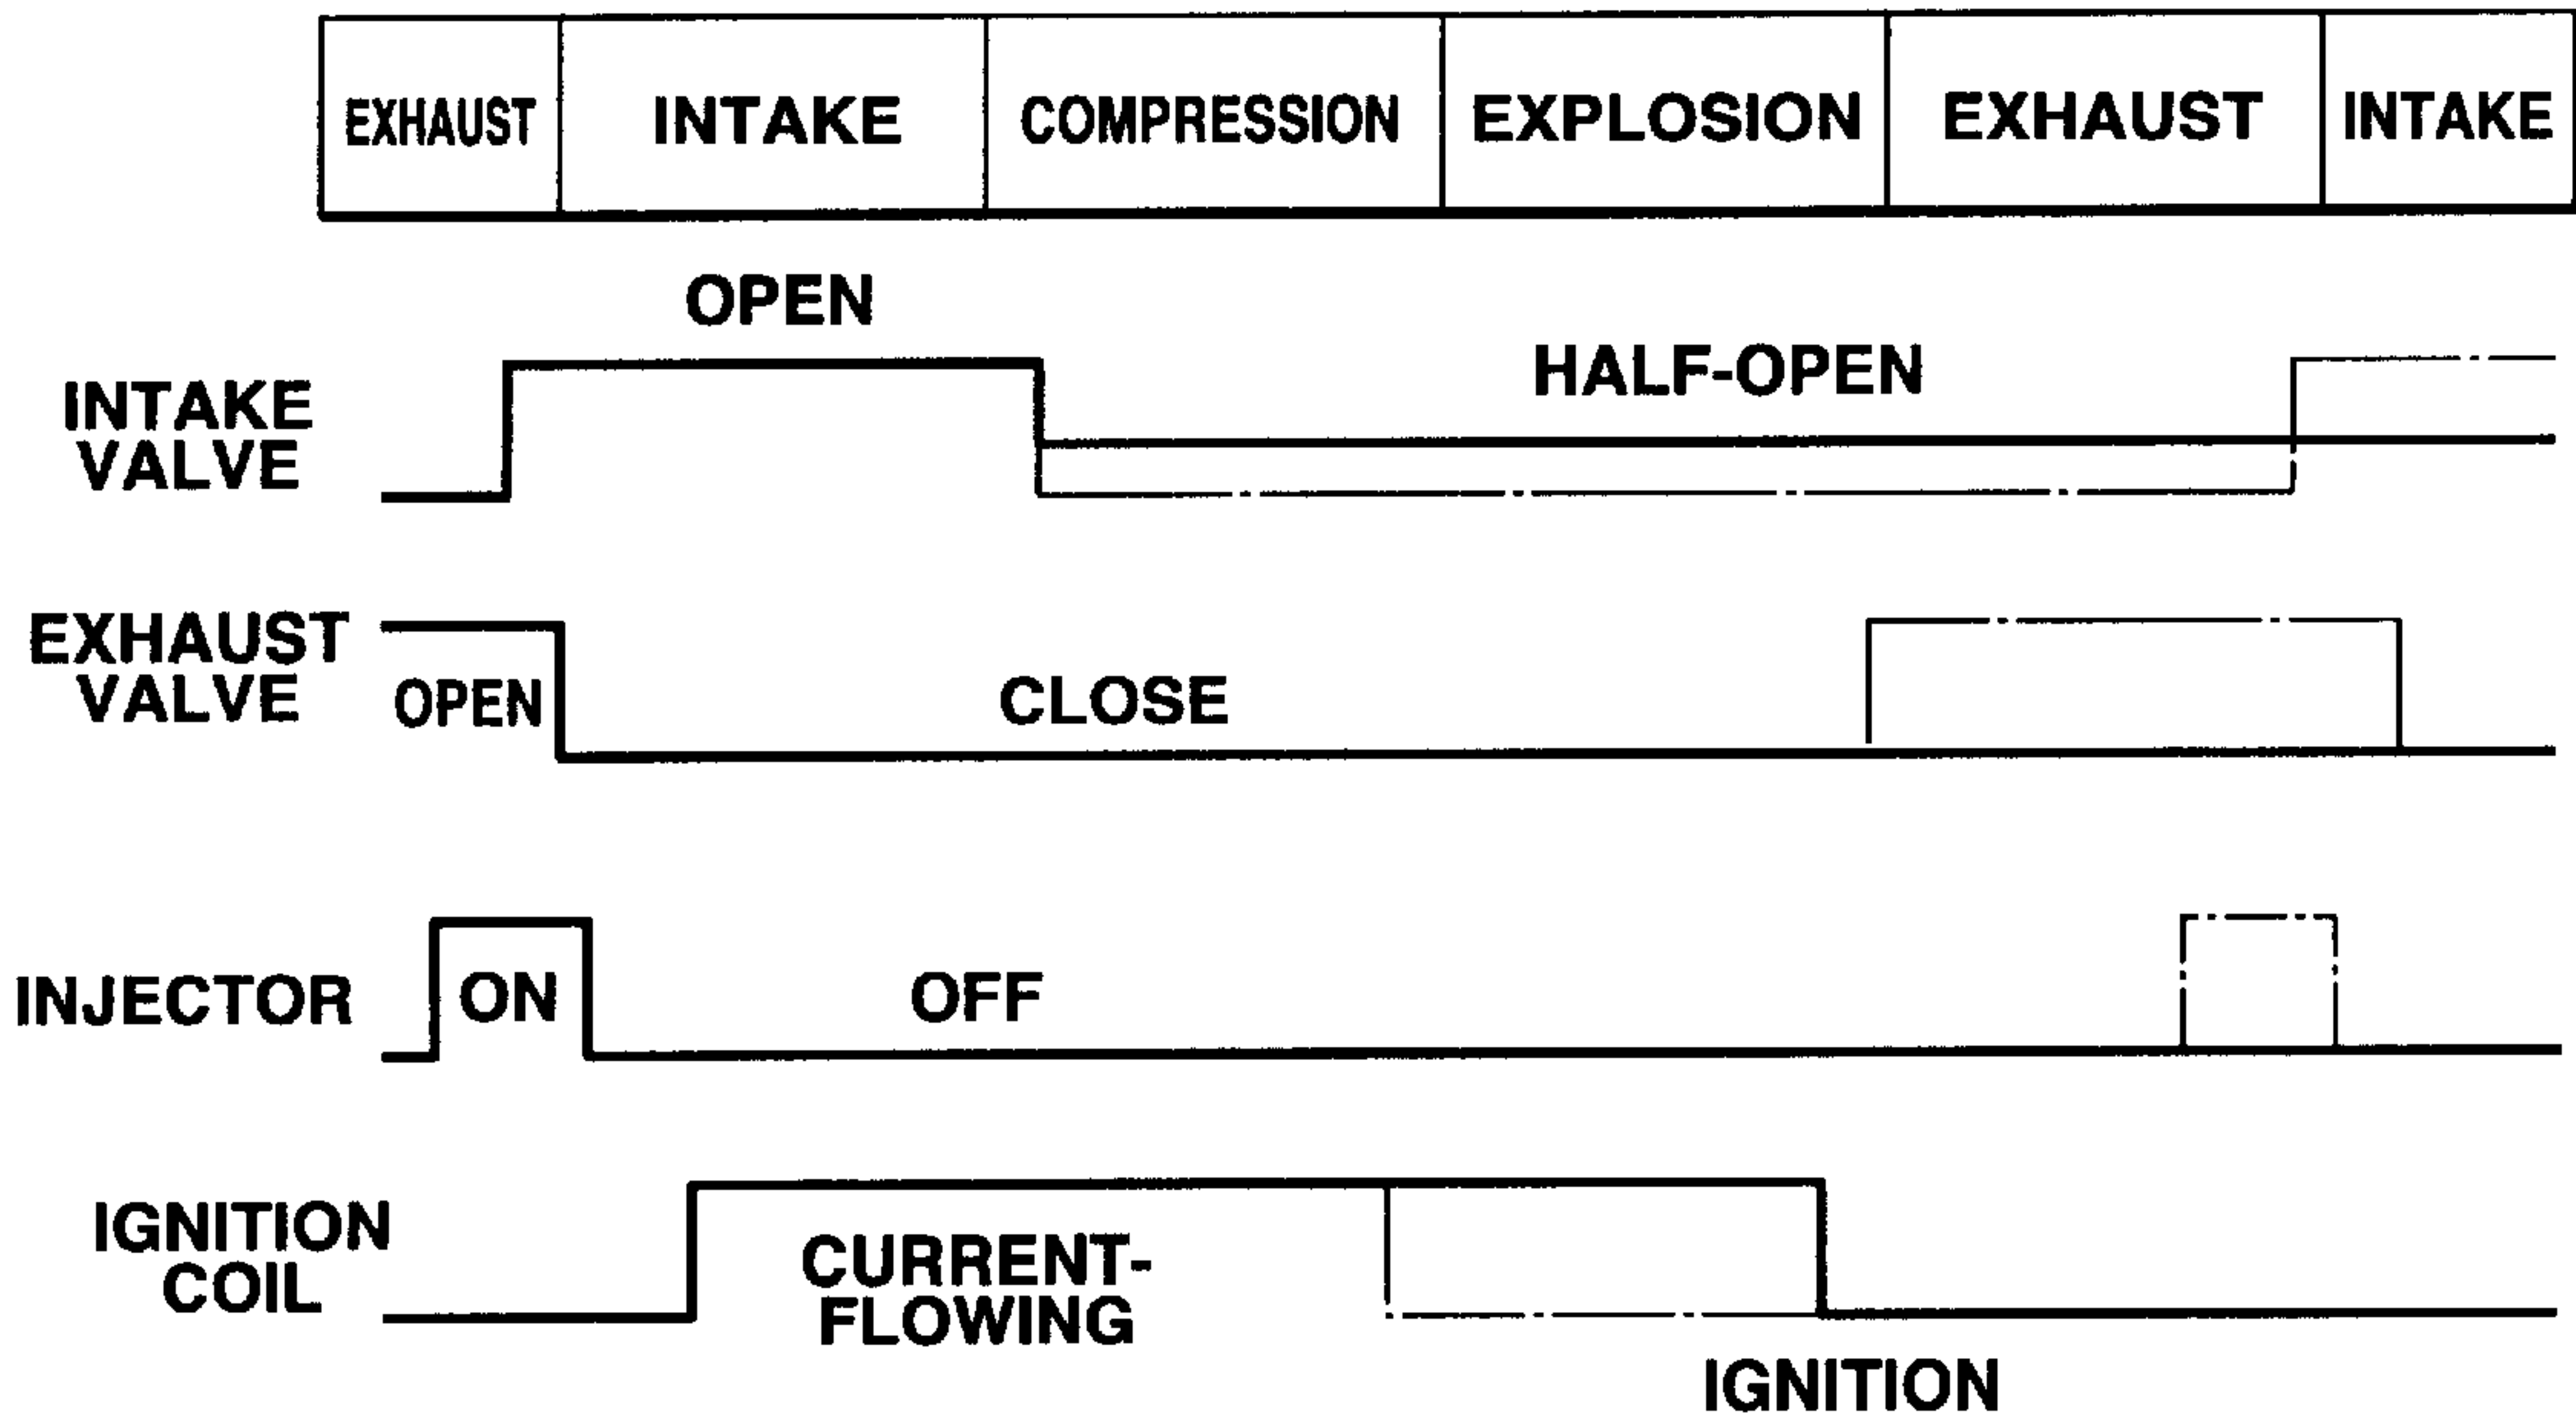 EXHAUST INTAKE COMPRESSION EXPLOSION EXHAUST INTAKE
OPEN
HALF-OPEN
INTAKE
VALVE
EXHAUST
VALVE
OPEN
CLOSE
INJECTOR
ON
OFF
IGNITION
COIL
CURRENT-
FLOWING
IGNITION